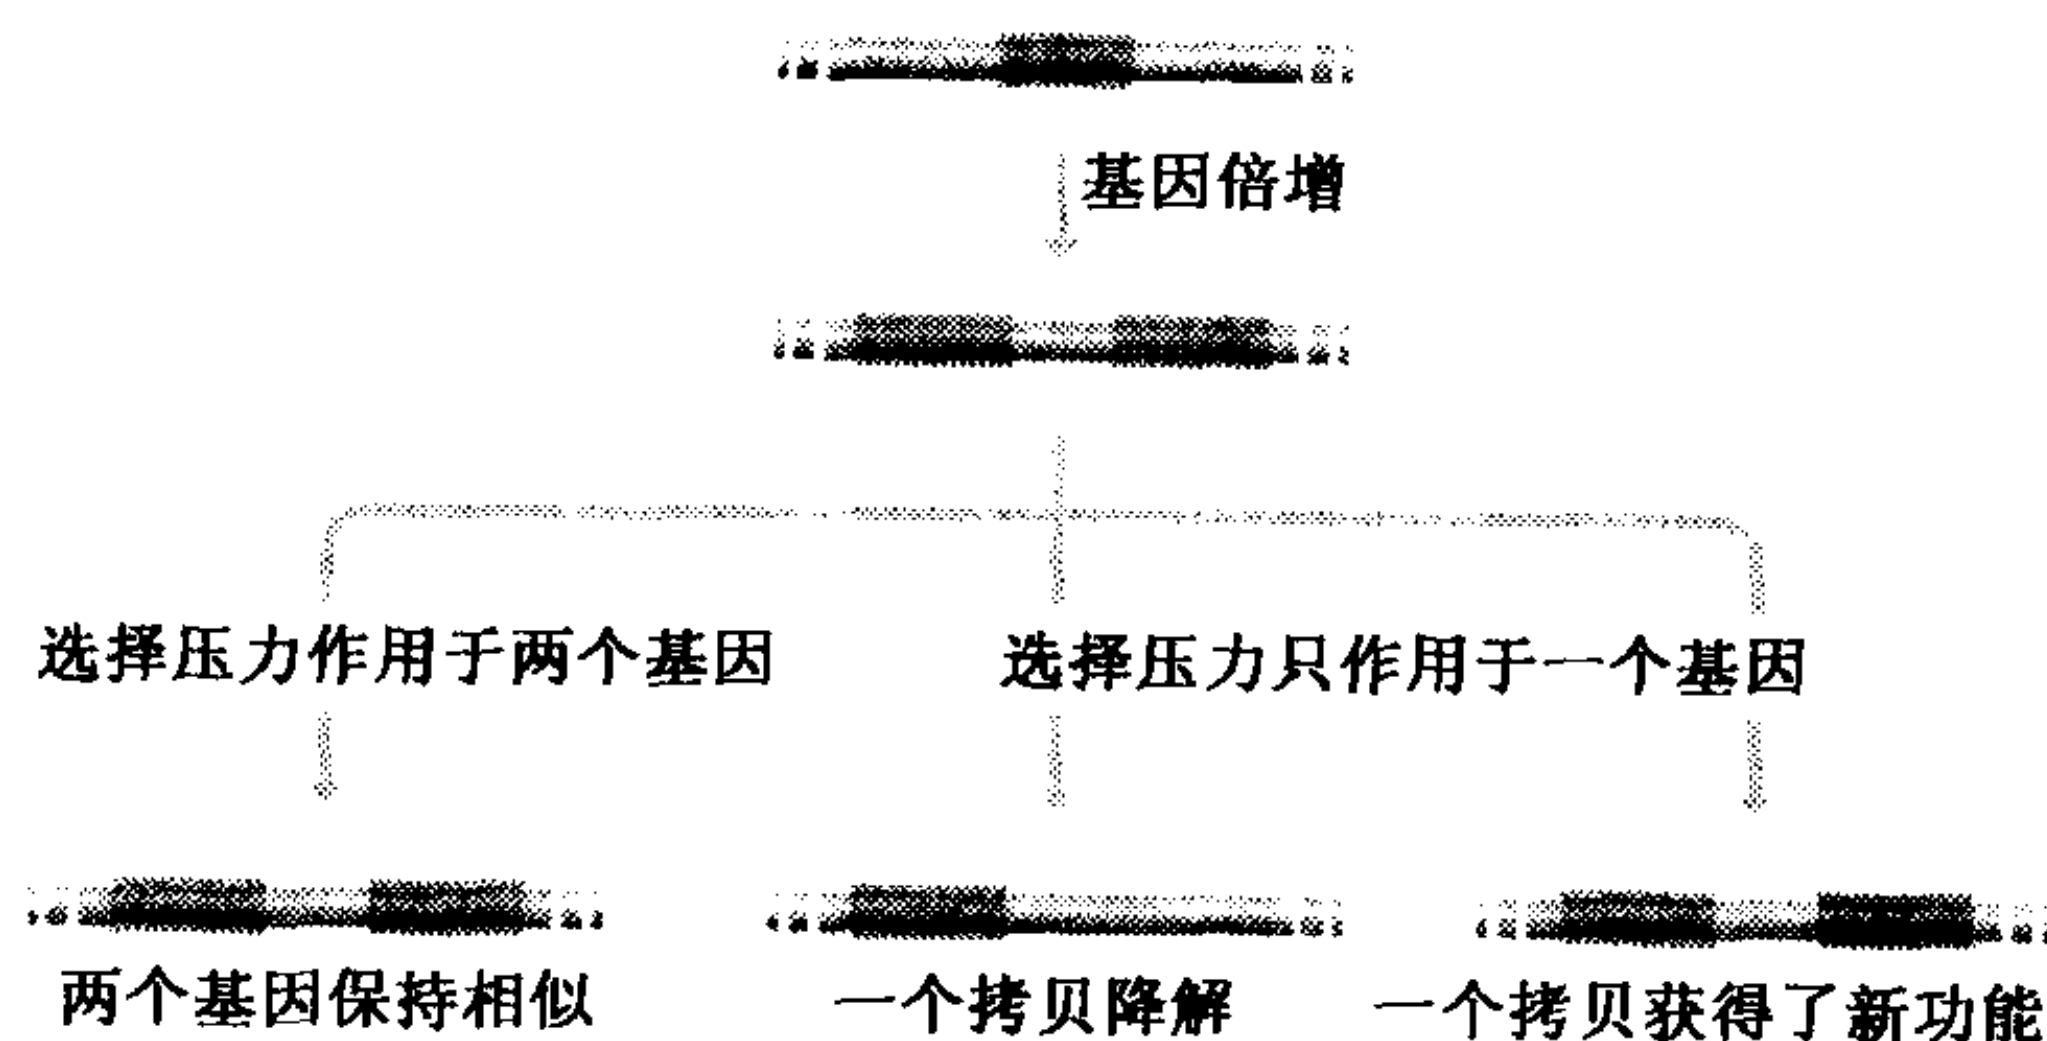 基因倍增
选择压力作用于两个基因
选择压力只作用于一个基因
两个基因保持相似
一个拷贝降解
一个拷贝获得了新功能